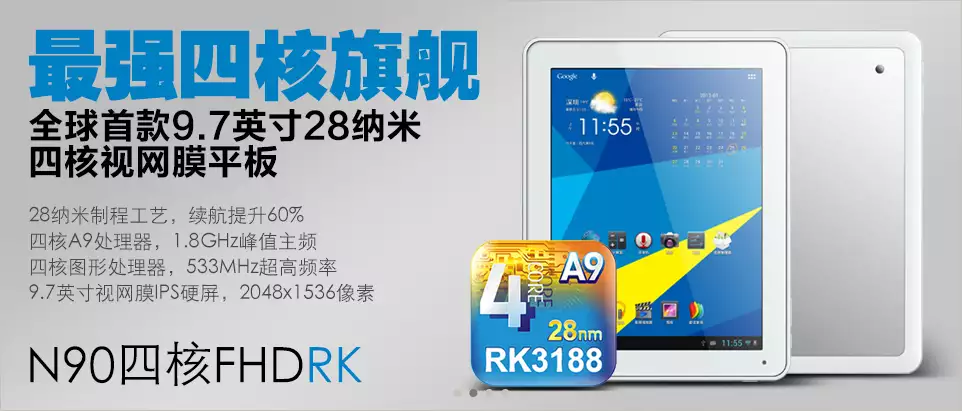 最强四核旗舰
全球首款9.7英寸28纳米
四核视网膜平板
28纳米制程工艺，续航提升60%
四核A9处理器，1.8GHz峰值主频
四核图形处理器，533MHz超高频率
9.7英寸视网膜IPS硬屏，2048x1536像素
N90四核FHDRK
Google
深圳
11:55
4
CORE
A9
28nm
RK3188
11:55